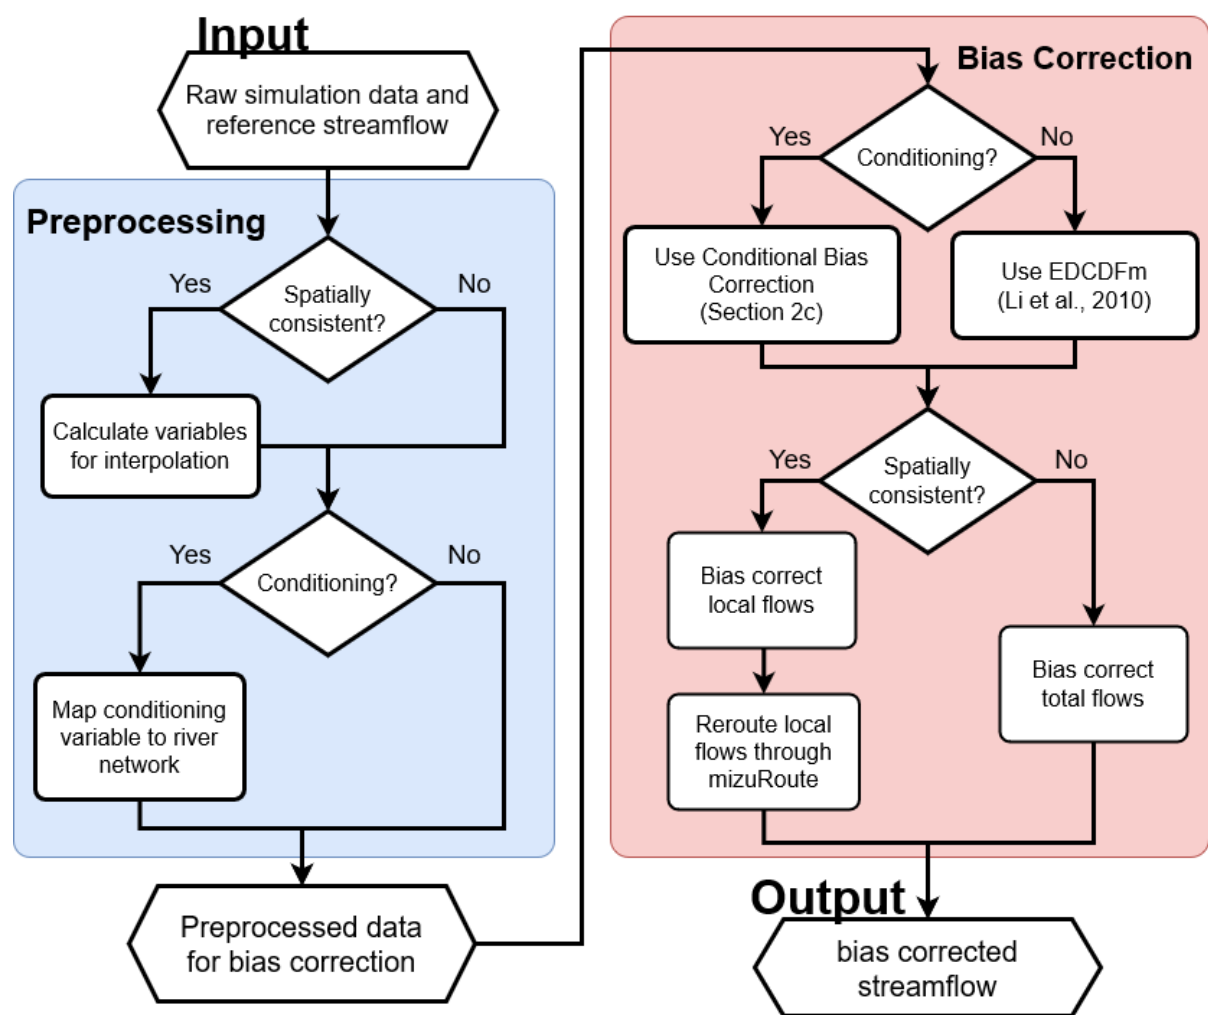 Input
Raw simulation data and
reference streamflow
Preprocessing
Yes
Spatially
consistent?
No
Calculate variables
for interpolation
Yes
Conditioning?
No
Map conditioning
variable to river
network
Preprocessed data
for bias correction
Bias Correction
Yes
Conditioning?
No
Use Conditional Bias
Correction
(Section 2c)
Use EDCDFm
(Li et al., 2010)
Yes
Spatially
consistent?
No
Bias correct
local flows
Reroute local
flows through
mizuRoute
Bias correct
total flows
Output
bias corrected
streamflow